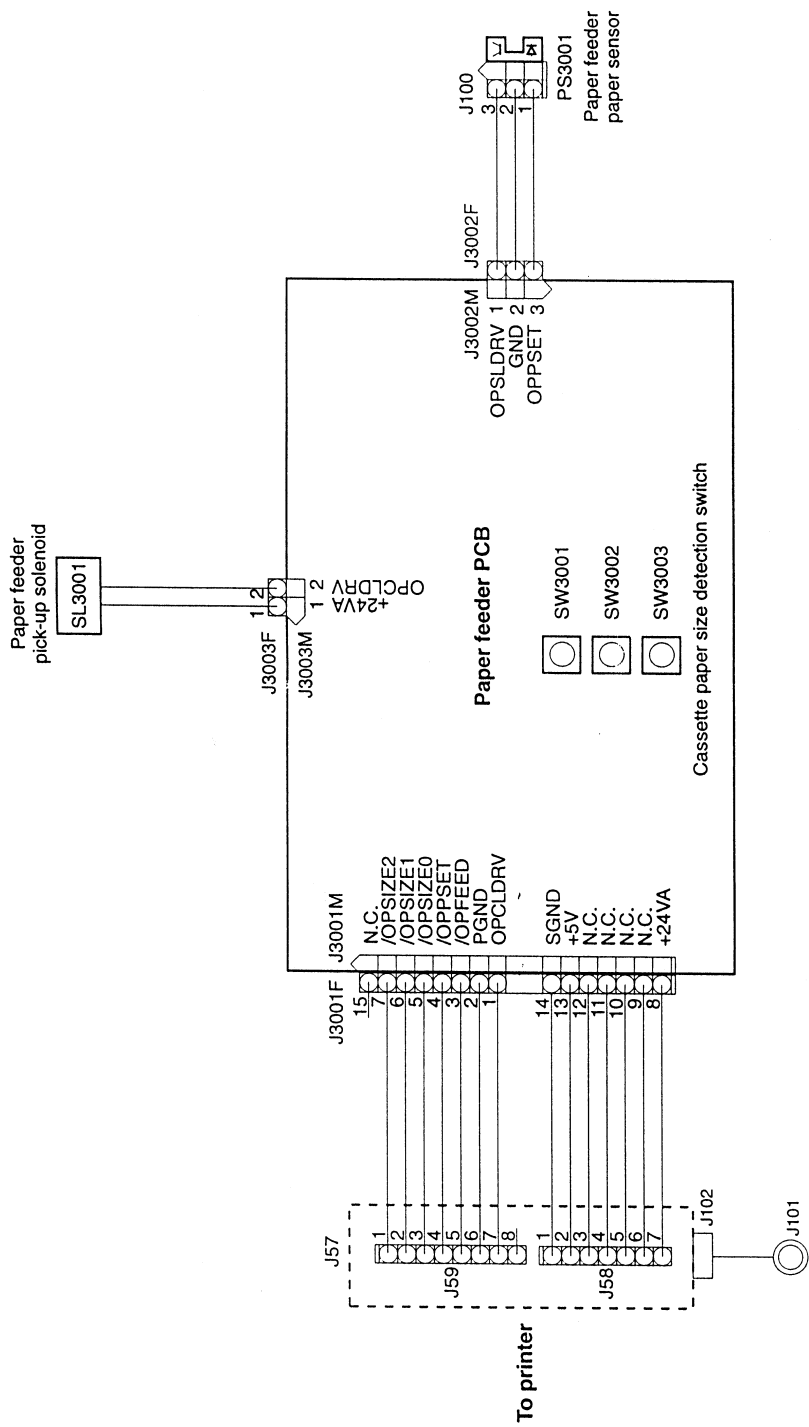 Paper feeder
pick-up solenoid
SL3001
1 2
J3003F
J3003M
1 2
+24VA
OPCLDRV
Paper feeder PCB
SW3001
SW3002
SW3003
Cassette paper size detection switch
J3001F
J3001M
15 N.C.
7 /OPSIZE2
6 /OPSIZE1
5 /OPSIZE0
4 /OPPSET
3 /OPFEED
2 PGND
1 OPCLDRV
14 SGND
13 +5V
12 N.C.
11 N.C.
10 N.C.
9 N.C.
8 +24VA
J57
1
2
3
4
5
6
7
8
J59
1
2
3
4
5
6
7
J58
J102
J101
To printer
J3002M
J3002F
OPSLDRV 1
GND 2
OPPSET 3
J100
3
2
1
PS3001
Paper feeder
paper sensor